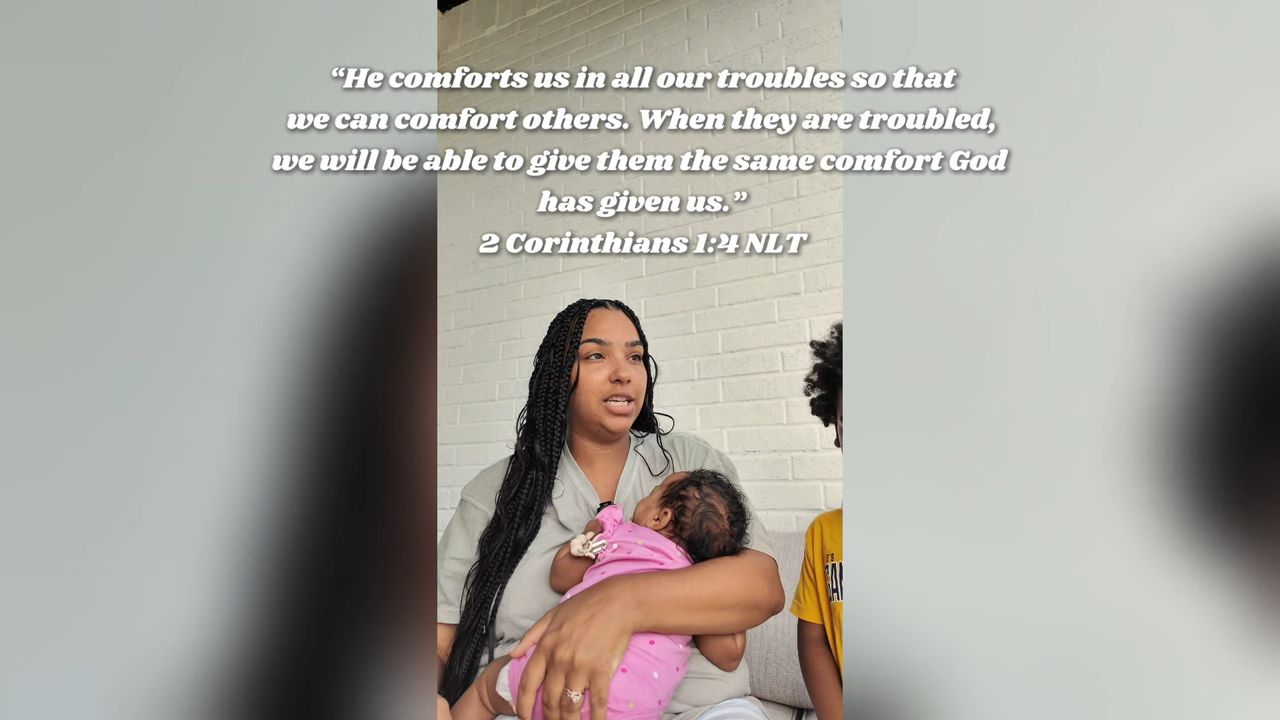 “He comforts us in all our troubles so that
we can comfort others. When they are troubled,
we will be able to give them the same comfort God
has given us.”
2 Corinthians 1:4 NLT